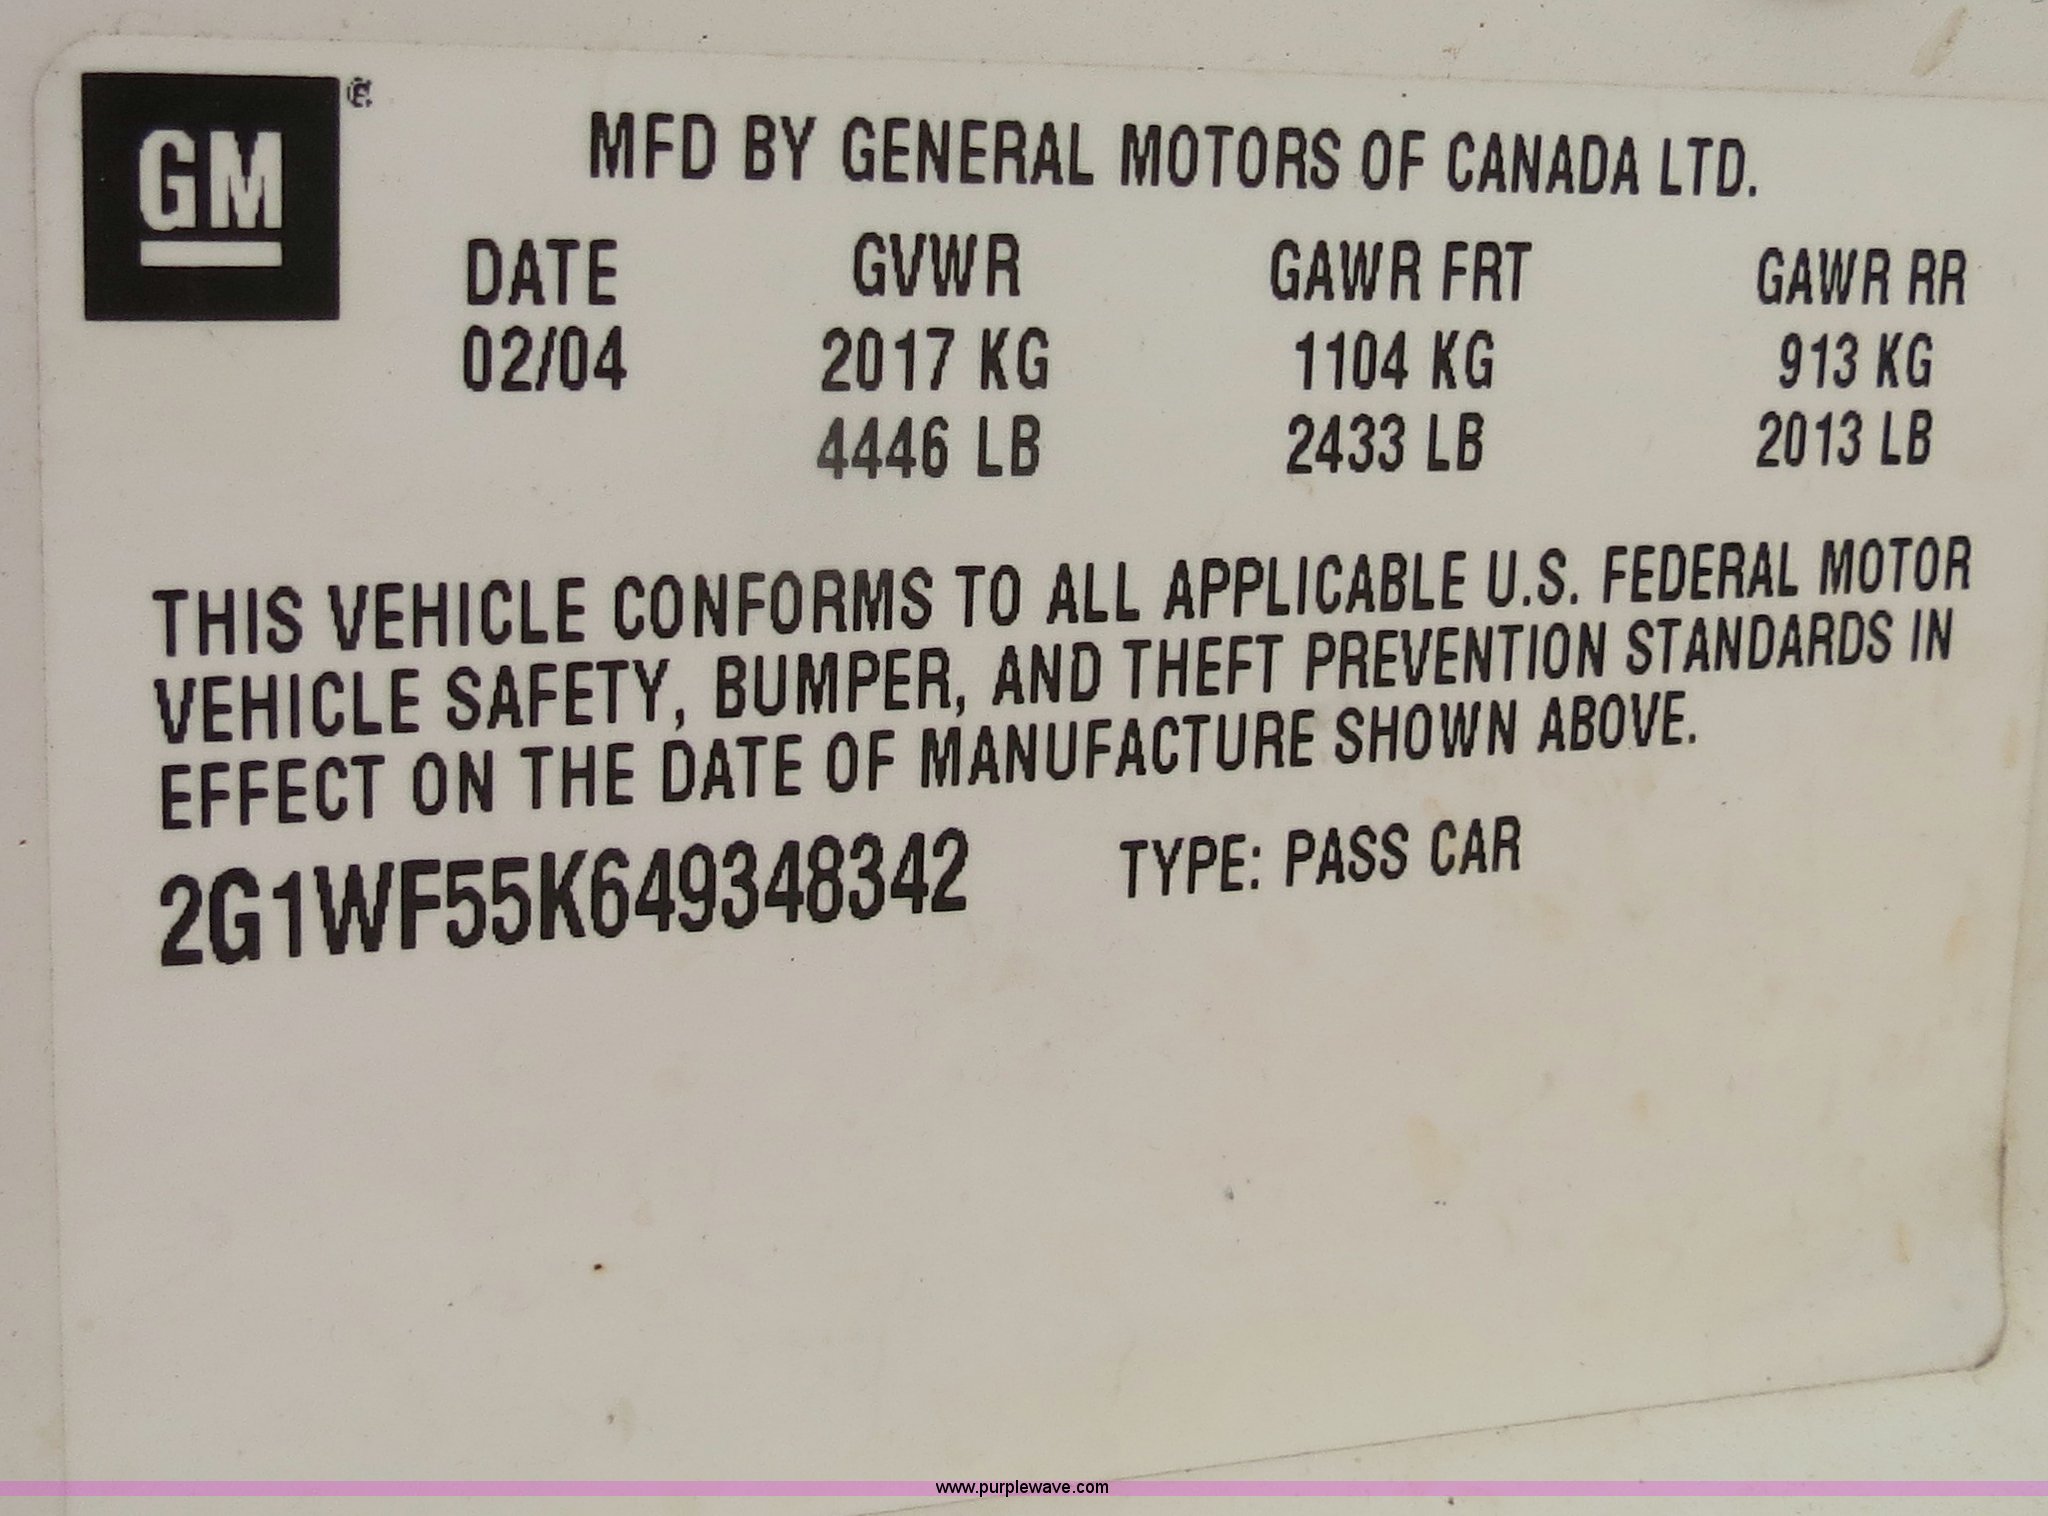 GM
MFD BY GENERAL MOTORS OF CANADA LTD.
DATE GVWR GAWR FRT GAWR RR
02/04 2017 KG 1104 KG 913 KG
4446 LB 2433 LB 2013 LB
THIS VEHICLE CONFORMS TO ALL APPLICABLE U.S. FEDERAL MOTOR
VEHICLE SAFETY, BUMPER, AND THEFT PREVENTION STANDARDS IN
EFFECT ON THE DATE OF MANUFACTURE SHOWN ABOVE.
2G1WF55K649348342 TYPE: PASS CAR
www.purplewave.com